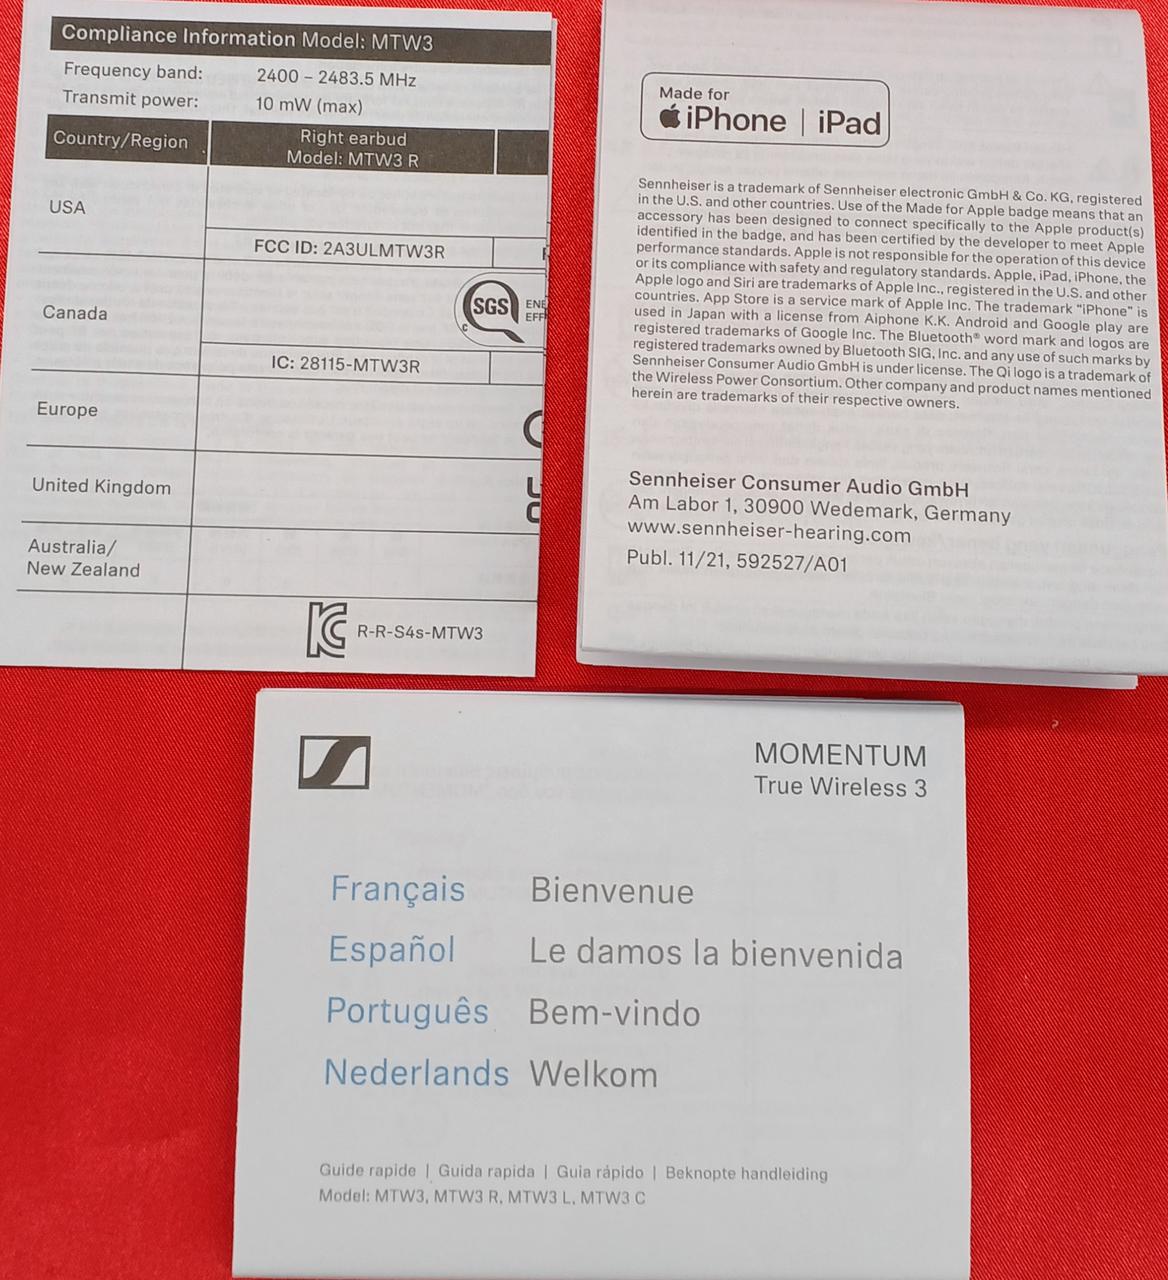 Compliance Information Model: MTW3
Frequency band: 2400 – 2483.5 MHz
Transmit power: 10 mW (max)
Country/Region
Right earbud
Model: MTW3 R
USA
FCC ID: 2A3ULMTW3R
Canada
SGS
C
IC: 28115-MTW3R
Europe
United Kingdom
Australia/
New Zealand
R-R-S4s-MTW3
Made for
iPhone | iPad
Sennheiser is a trademark of Sennheiser electronic GmbH & Co. KG, registered
in the U.S. and other countries. Use of the Made for Apple badge means that an
accessory has been designed to connect specifically to the Apple product(s)
identified in the badge, and has been certified by the developer to meet Apple
performance standards. Apple is not responsible for the operation of this device
or its compliance with safety and regulatory standards. Apple, iPad, iPhone, the
Apple logo and Siri are trademarks of Apple Inc., registered in the U.S. and other
countries. App Store is a service mark of Apple Inc. The trademark "iPhone" is
used in Japan with a license from Aiphone K.K. Android and Google play are
registered trademarks of Google Inc. The Bluetooth® word mark and logos are
registered trademarks owned by Bluetooth SIG, Inc. and any use of such marks by
Sennheiser Consumer Audio GmbH is under license. The Qi logo is a trademark of
the Wireless Power Consortium. Other company and product names mentioned
herein are trademarks of their respective owners.
Sennheiser Consumer Audio GmbH
Am Labor 1, 30900 Wedemark, Germany
www.sennheiser-hearing.com
Publ. 11/21, 592527/A01
MOMENTUM
True Wireless 3
Français Bienvenue
Español Le damos la bienvenida
Português Bem-vindo
Nederlands Welkom
Guide rapide | Guida rapida | Guia rápido | Beknopte handleiding
Model: MTW3, MTW3 R, MTW3 L, MTW3 C